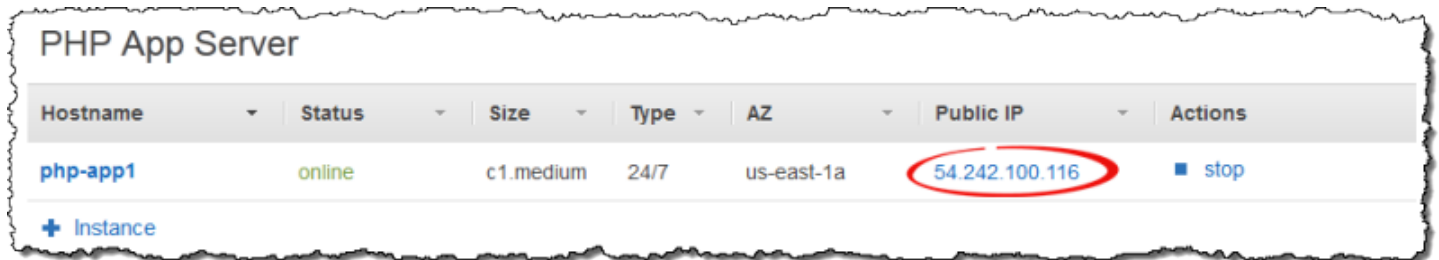 PHP App Server
Hostname Status Size Type AZ Public IP Actions
php-app1 online c1.medium 24/7 us-east-1a 54.242.100.116 stop
Instance